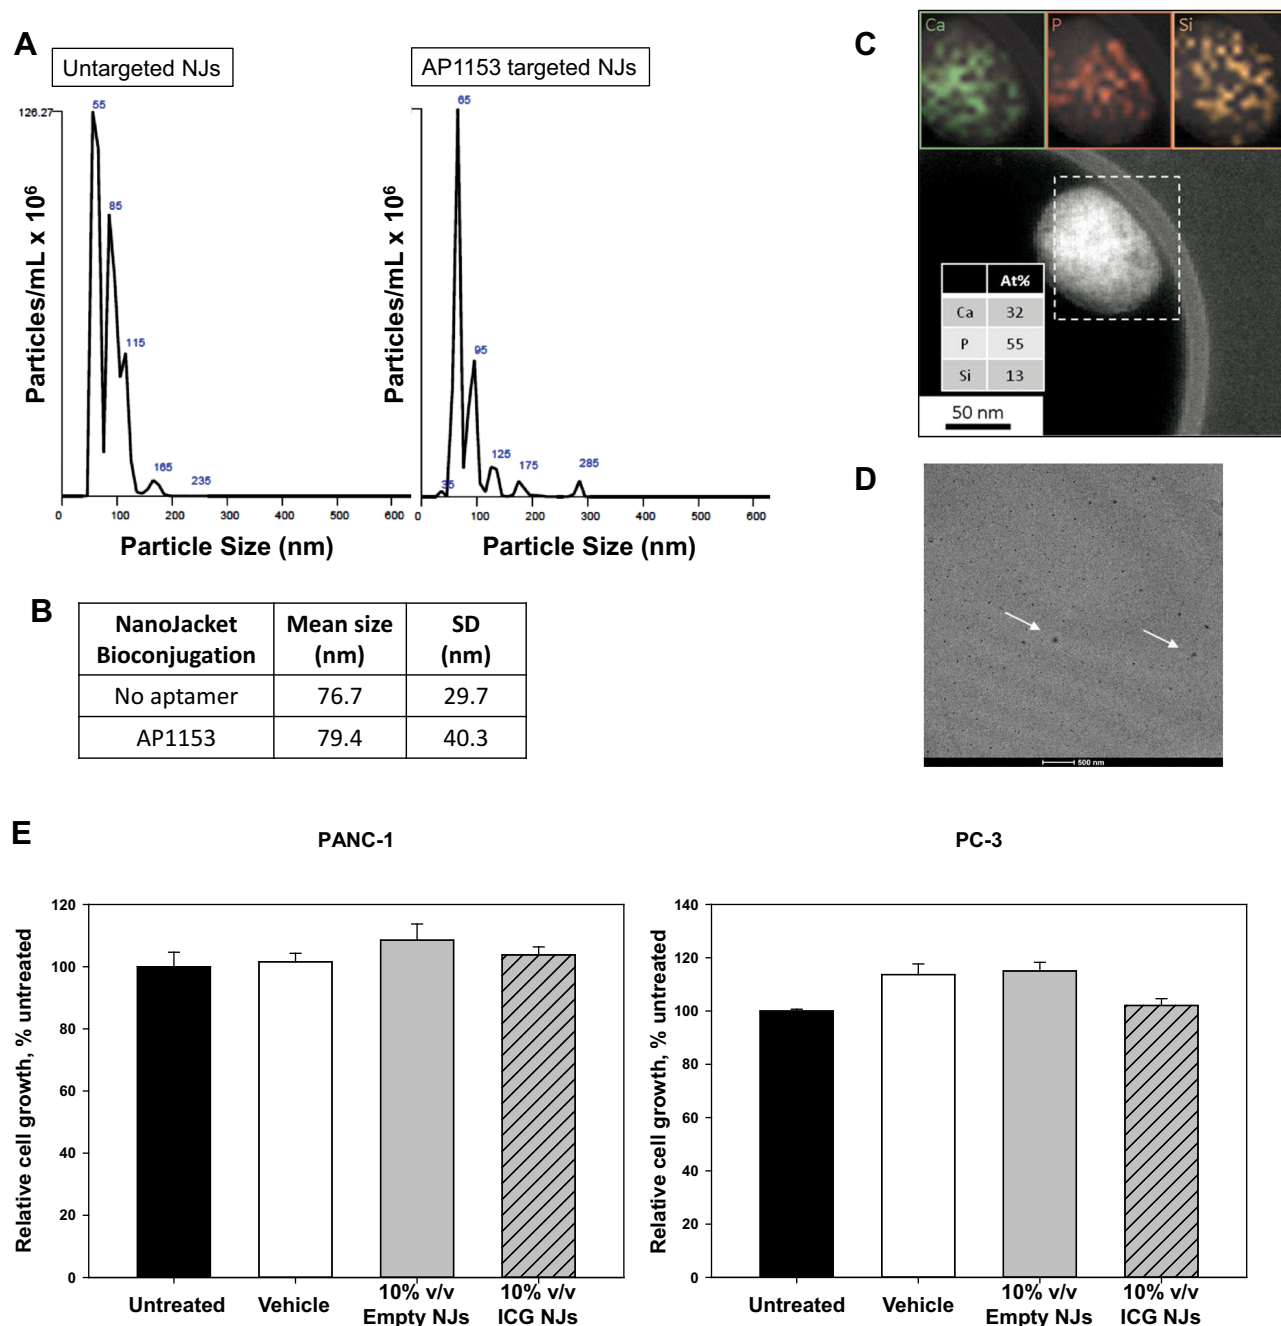 A
Untargeted NJs
AP1153 targeted NJs
Particles/mL x 10⁶
126.27
55
85
115
165
235
0 100 200 300 400 500 600
Particle Size (nm)
Particles/mL x 10⁶
35
65
95
125
175
285
0 100 200 300 400 500 600
Particle Size (nm)
B
NanoJacket Bioconjugation Mean size (nm) SD (nm)
No aptamer 76.7 29.7
AP1153 79.4 40.3
C
Ca P Si
At%
Ca 32
P 55
Si 13
50 nm
D
500 nm
E
PANC-1
Relative cell growth, % untreated
120
100
80
60
40
20
0
Untreated Vehicle 10% v/v Empty NJs 10% v/v ICG NJs
PC-3
Relative cell growth, % untreated
140
120
100
80
60
40
20
0
Untreated Vehicle 10% v/v Empty NJs 10% v/v ICG NJs